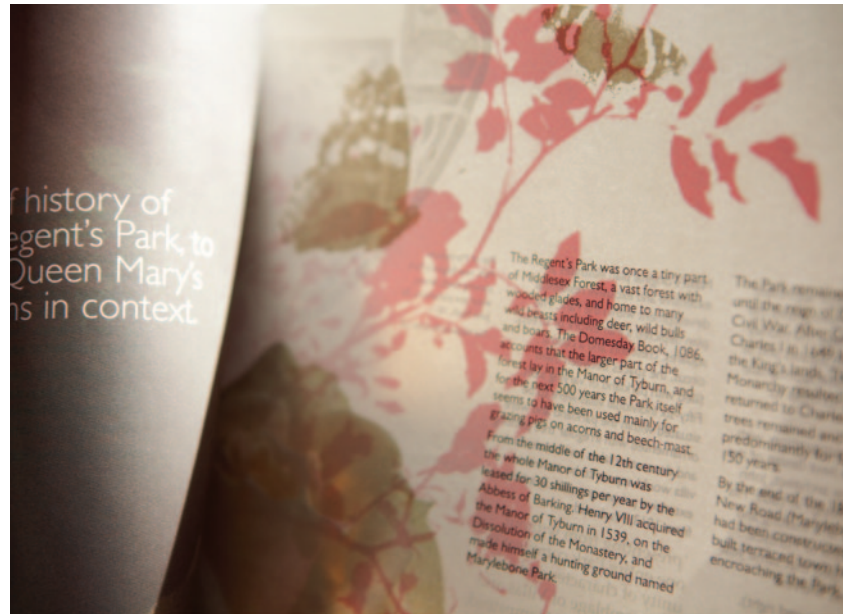 f history of
egent's Park, to
Queen Mary's
ns in context.
The Regent's Park was once a tiny part
of Middlesex Forest, a vast forest with
wooded glades, and home to many
wild beasts including deer, wild bulls
and boars. The Domesday Book, 1086,
accounts that the larger part of the
forest lay in the Manor of Tyburn, and
for the next 500 years the Park itself
seems to have been used mainly for
grazing pigs on acorns and beech-mast.
From the middle of the 12th century
the whole Manor of Tyburn was
leased for 30 shillings per year by the
Abbess of Barking. Henry VIII acquired
the Manor of Tyburn in 1539, on the
Dissolution of the Monastery, and
made himself a hunting ground named
Marylebone Park.
The Park remaine
until the reign of
Civil War. After
Charles I in 1649
the King's lands.
Monarchy
returned to Charles
trees remained and
predominantly for
150 years.
By the end of the
New Road (Maryleb
had been constructe
built terraced town
encroaching the Park,